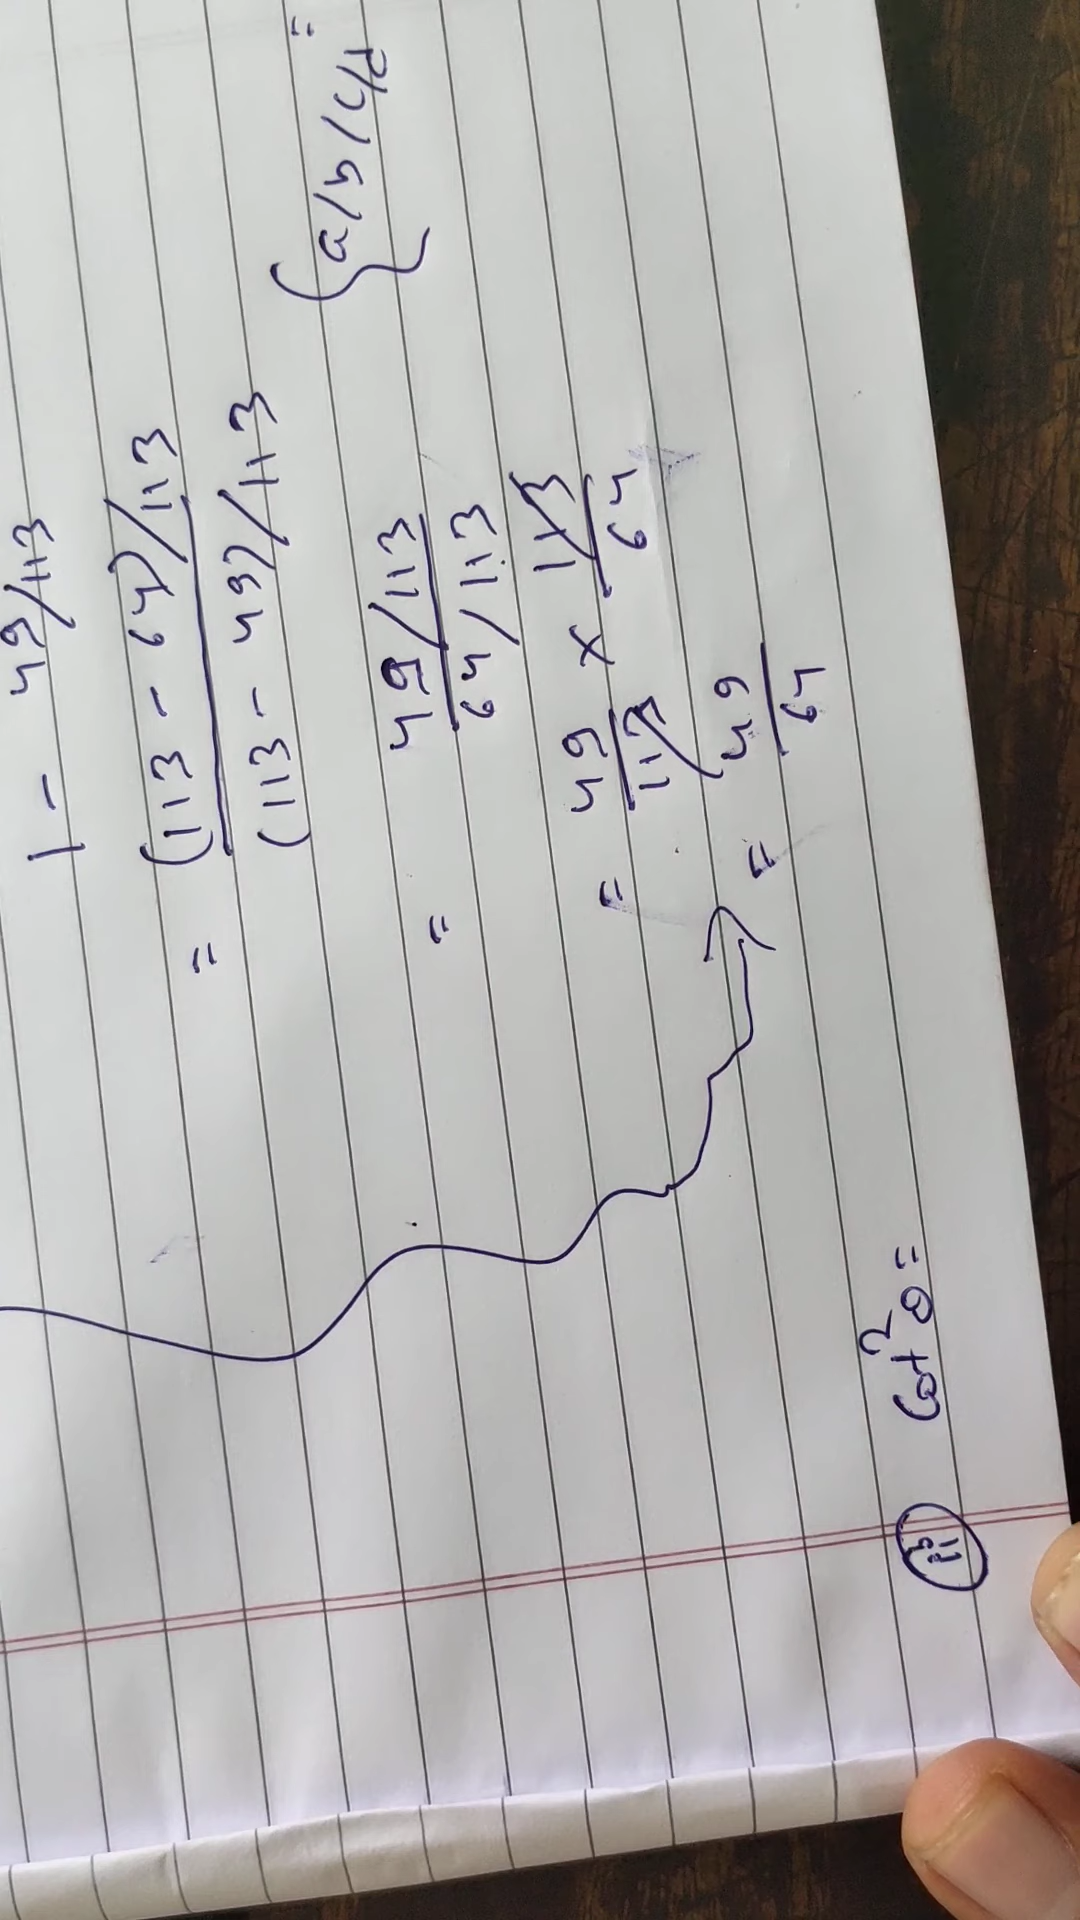 1 - 49/113
= (113 - 64)/113
(113 - 49)/113
{ a/b/c/d =
= 49/113
64/113
= 49/113 × 113/64
= 49/64
(ii) Cot²θ =